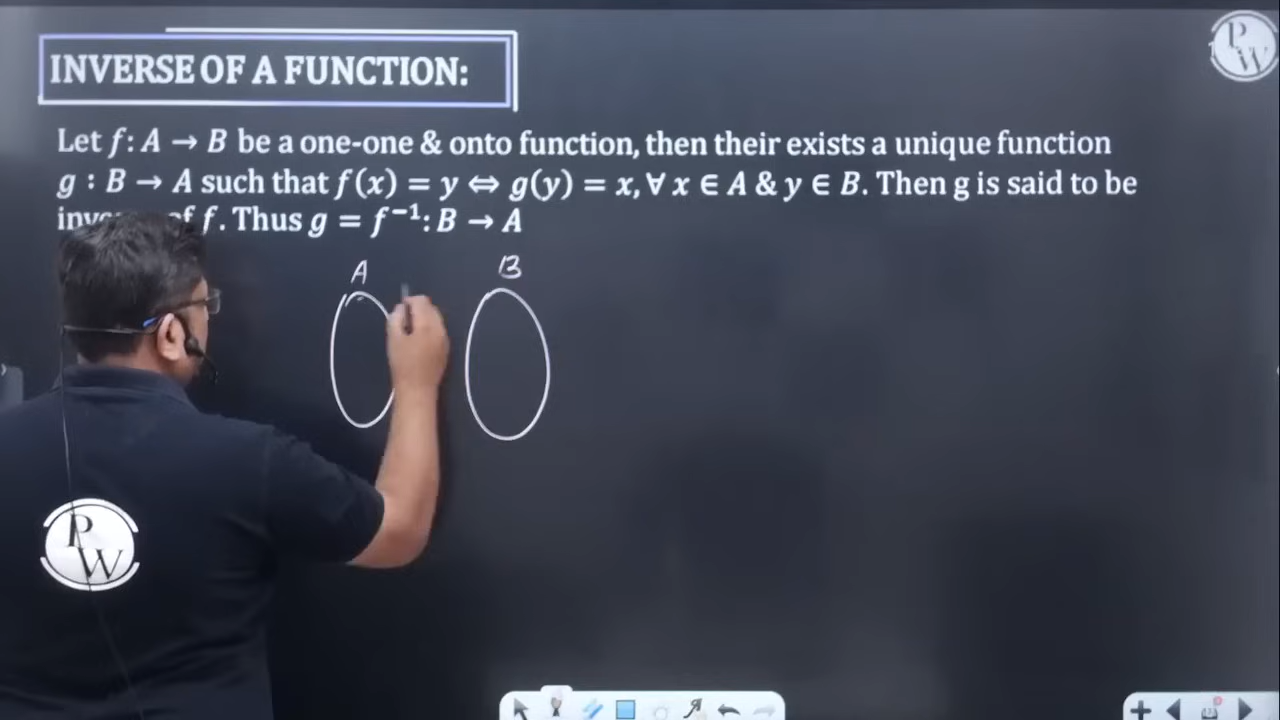 INVERSE OF A FUNCTION:
Let f: A → B be a one-one & onto function, then their exists a unique function
g : B → A such that f(x) = y ⇔ g(y) = x, ∀ x ∈ A & y ∈ B. Then g is said to be
f. Thus g = f⁻¹: B → A
A B
P
W
P
W